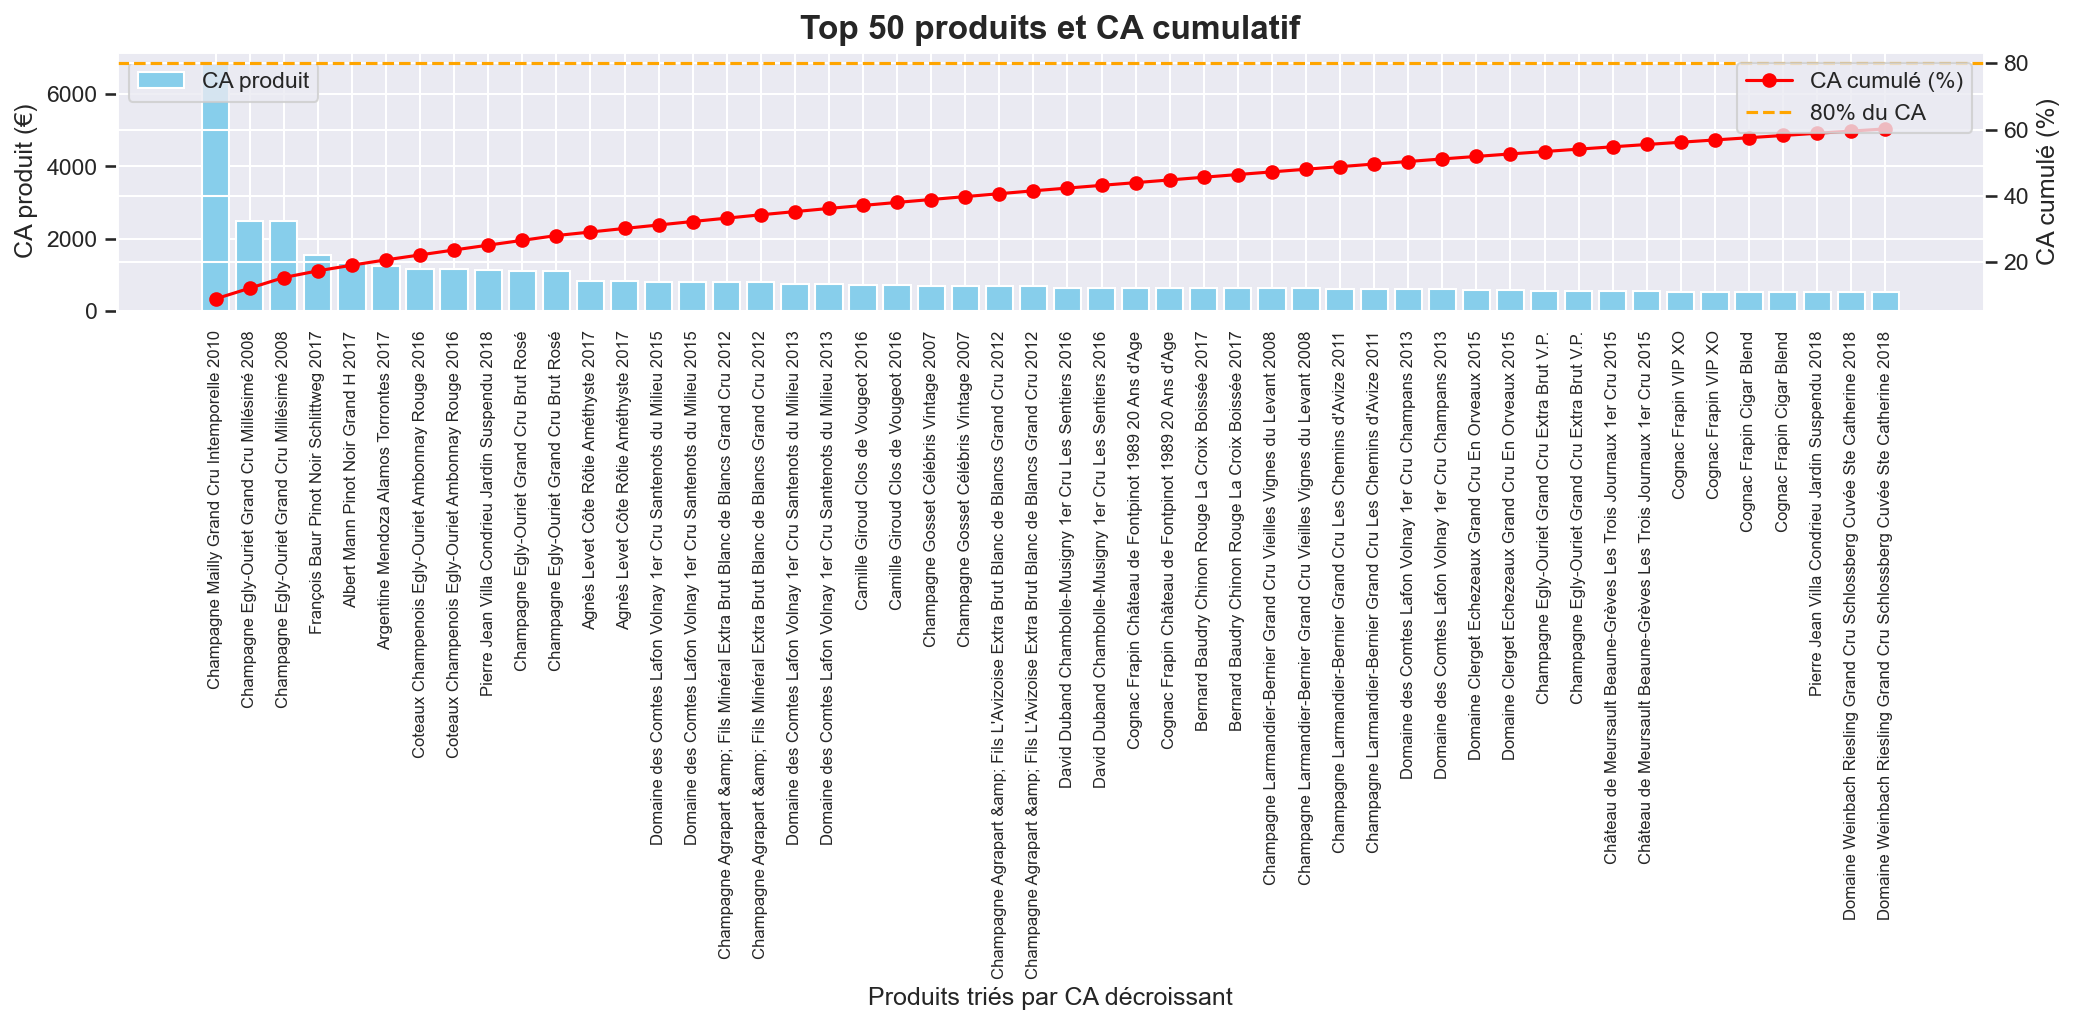 Top 50 produits et CA cumulatif
CA produit
CA cumulé (%)
80% du CA
CA produit (€)
6000
4000
2000
0
80
60
40
20
CA cumulé (%)
Champagne Mailly Grand Cru Intemporelle 2010
Champagne Egly-Ouriet Grand Cru Millésimé 2008
Champagne Egly-Ouriet Grand Cru Millésimé 2008
François Baur Pinot Noir Schlittweg 2017
Albert Mann Pinot Noir Grand H 2017
Argentine Mendoza Alamos Torrontes 2017
Coteaux Champenois Egly-Ouriet Ambonnay Rouge 2016
Coteaux Champenois Egly-Ouriet Ambonnay Rouge 2016
Pierre Jean Villa Condrieu Jardin Suspendu 2018
Champagne Egly-Ouriet Grand Cru Brut Rosé
Champagne Egly-Ouriet Grand Cru Brut Rosé
Agnès Levet Côte Rôtie Améthyste 2017
Agnès Levet Côte Rôtie Améthyste 2017
Domaine des Comtes Lafon Volnay 1er Cru Santenots du Milieu 2015
Domaine des Comtes Lafon Volnay 1er Cru Santenots du Milieu 2015
Champagne Agrapart &amp; Fils Minéral Extra Brut Blanc de Blancs Grand Cru 2012
Champagne Agrapart &amp; Fils Minéral Extra Brut Blanc de Blancs Grand Cru 2012
Domaine des Comtes Lafon Volnay 1er Cru Santenots du Milieu 2013
Domaine des Comtes Lafon Volnay 1er Cru Santenots du Milieu 2013
Camille Giroud Clos de Vougeot 2016
Camille Giroud Clos de Vougeot 2016
Champagne Gosset Célébris Vintage 2007
Champagne Gosset Célébris Vintage 2007
Champagne Agrapart &amp; Fils L'Avizoise Extra Brut Blanc de Blancs Grand Cru 2012
Champagne Agrapart &amp; Fils L'Avizoise Extra Brut Blanc de Blancs Grand Cru 2012
David Duband Chambolle-Musigny 1er Cru Les Sentiers 2016
David Duband Chambolle-Musigny 1er Cru Les Sentiers 2016
Cognac Frapin Château de Fontpinot 1989 20 Ans d'Age
Cognac Frapin Château de Fontpinot 1989 20 Ans d'Age
Bernard Baudry Chinon Rouge La Croix Boissée 2017
Bernard Baudry Chinon Rouge La Croix Boissée 2017
Champagne Larmandier-Bernier Grand Cru Vieilles Vignes du Levant 2008
Champagne Larmandier-Bernier Grand Cru Vieilles Vignes du Levant 2008
Champagne Larmandier-Bernier Grand Cru Les Chemins d'Avize 2011
Champagne Larmandier-Bernier Grand Cru Les Chemins d'Avize 2011
Domaine des Comtes Lafon Volnay 1er Cru Champans 2013
Domaine des Comtes Lafon Volnay 1er Cru Champans 2013
Domaine Clerget Echezeaux Grand Cru En Orveaux 2015
Domaine Clerget Echezeaux Grand Cru En Orveaux 2015
Champagne Egly-Ouriet Grand Cru Extra Brut V.P.
Champagne Egly-Ouriet Grand Cru Extra Brut V.P.
Château de Meursault Beaune-Grèves Les Trois Journaux 1er Cru 2015
Château de Meursault Beaune-Grèves Les Trois Journaux 1er Cru 2015
Cognac Frapin VIP XO
Cognac Frapin VIP XO
Cognac Frapin Cigar Blend
Cognac Frapin Cigar Blend
Pierre Jean Villa Condrieu Jardin Suspendu 2018
Domaine Weinbach Riesling Grand Cru Schlossberg Cuvée Ste Catherine 2018
Domaine Weinbach Riesling Grand Cru Schlossberg Cuvée Ste Catherine 2018
Produits triés par CA décroissant